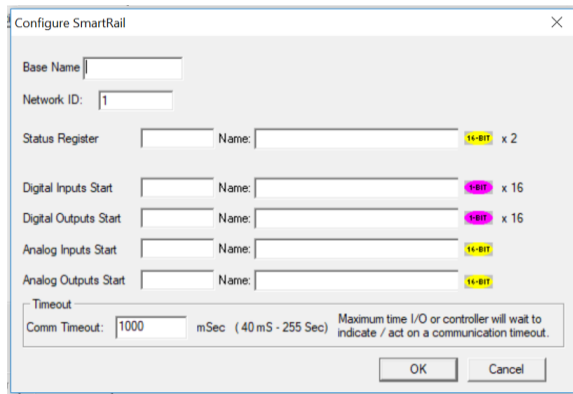 Configure SmartRail
Base Name
Network ID: 1
Status Register Name: 16-BIT x 2
Digital Inputs Start Name: 1-BIT x 16
Digital Outputs Start Name: 1-BIT x 16
Analog Inputs Start Name: 16-BIT
Analog Outputs Start Name: 16-BIT
Timeout
Comm Timeout: 1000 mSec ( 40 mS - 255 Sec) Maximum time I/O or controller will wait to
indicate / act on a communication timeout.
OK Cancel